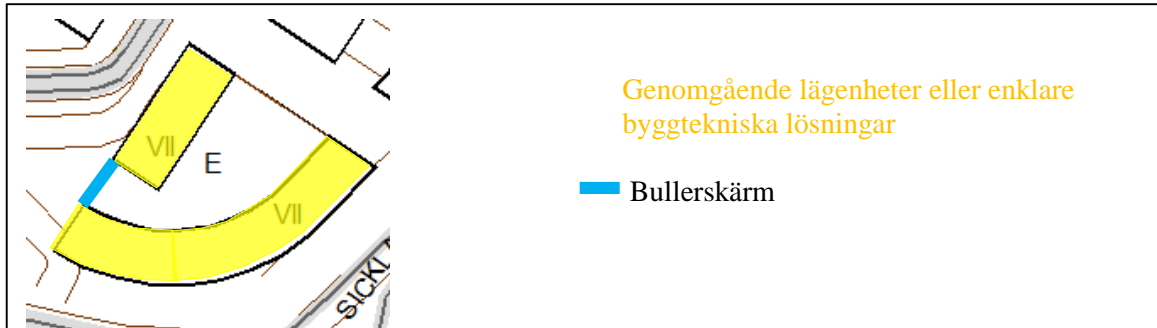 VII
E
VII
SICKL
Genomgående lägenheter eller enklare
byggtekniska lösningar
Bullerskärm